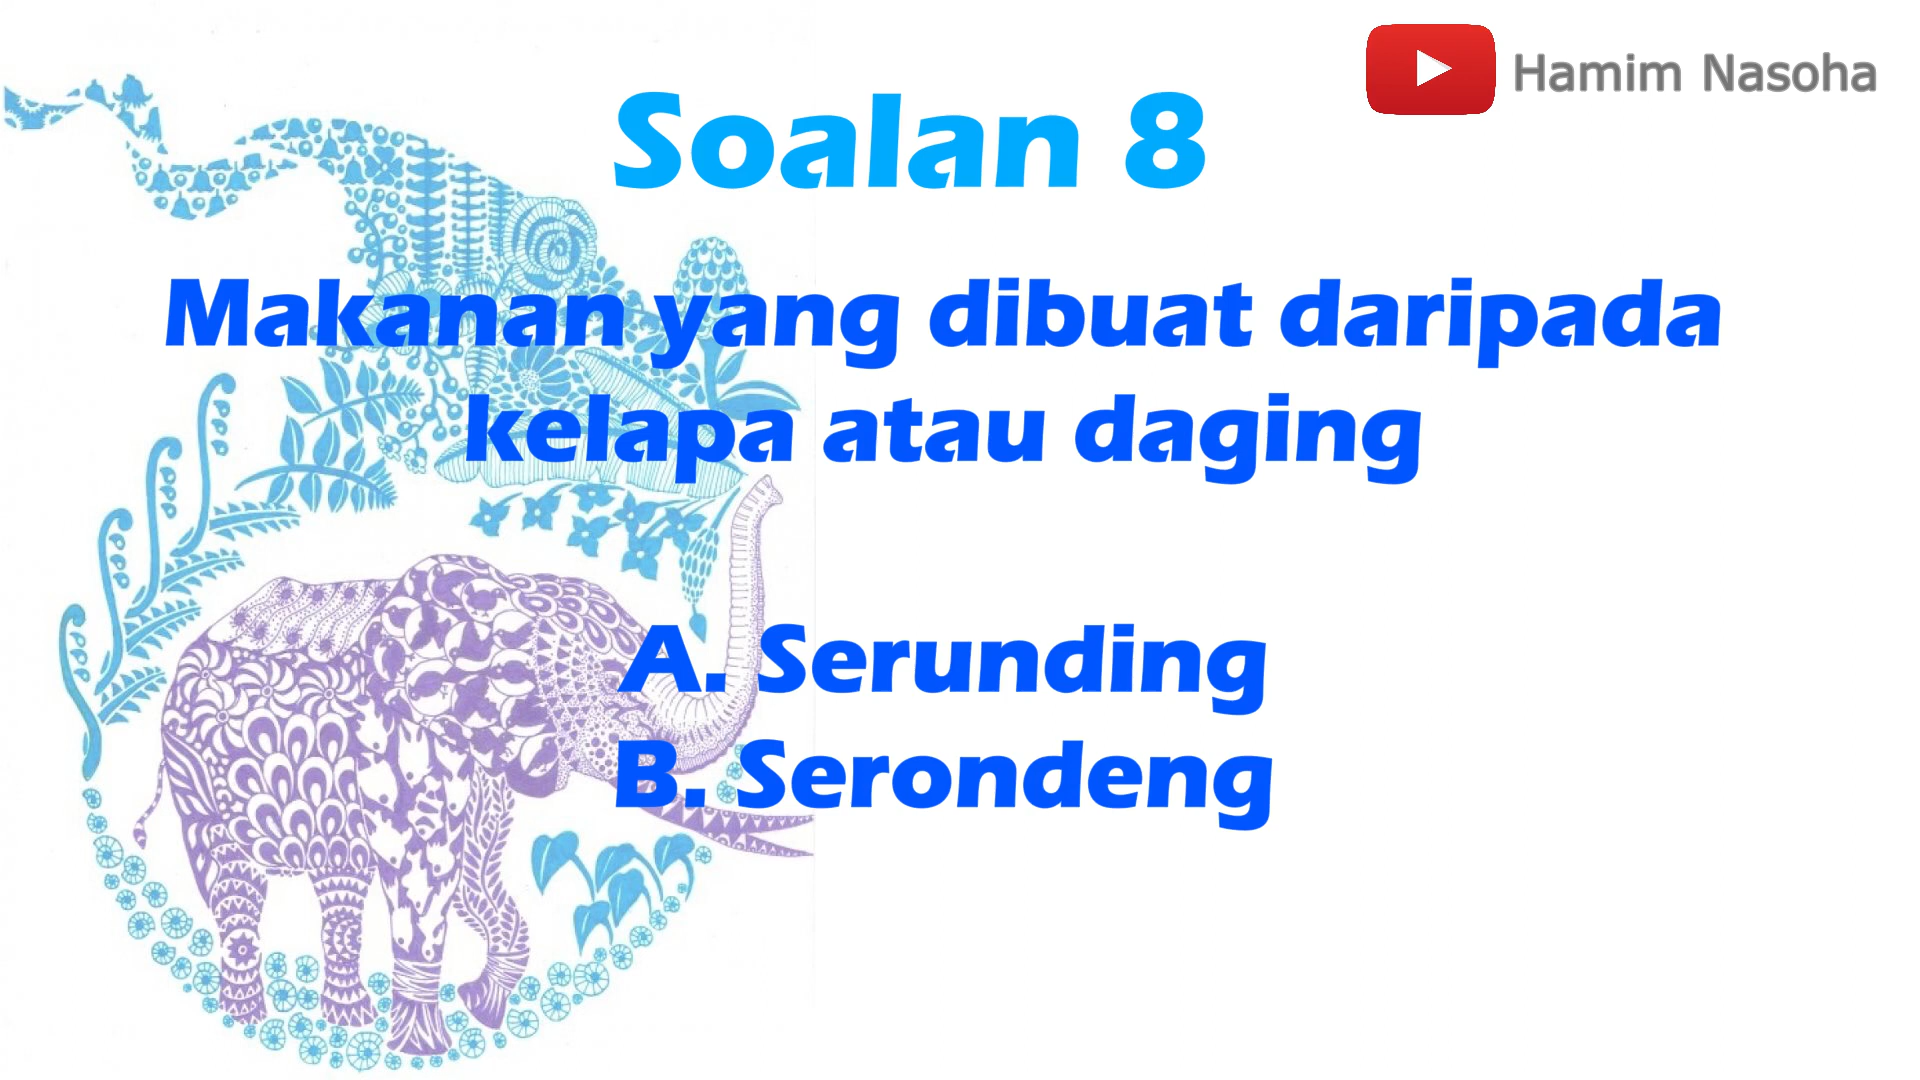 Hamim Nasoha
Soalan 8
Makanan yang dibuat daripada
kelapa atau daging
A. Serunding
B. Serondeng